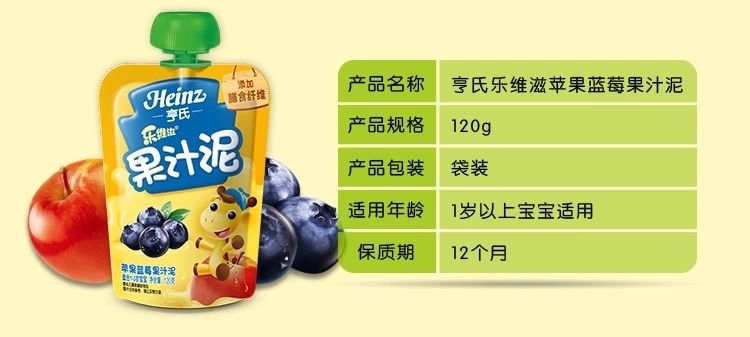 添加
膳食纤维
Heinz
亨氏
乐维滋
果汁泥
苹果蓝莓果汁泥
产品名称 亨氏乐维滋苹果蓝莓果汁泥
产品规格 120g
产品包装 袋装
适用年龄 1岁以上宝宝适用
保质期 12个月